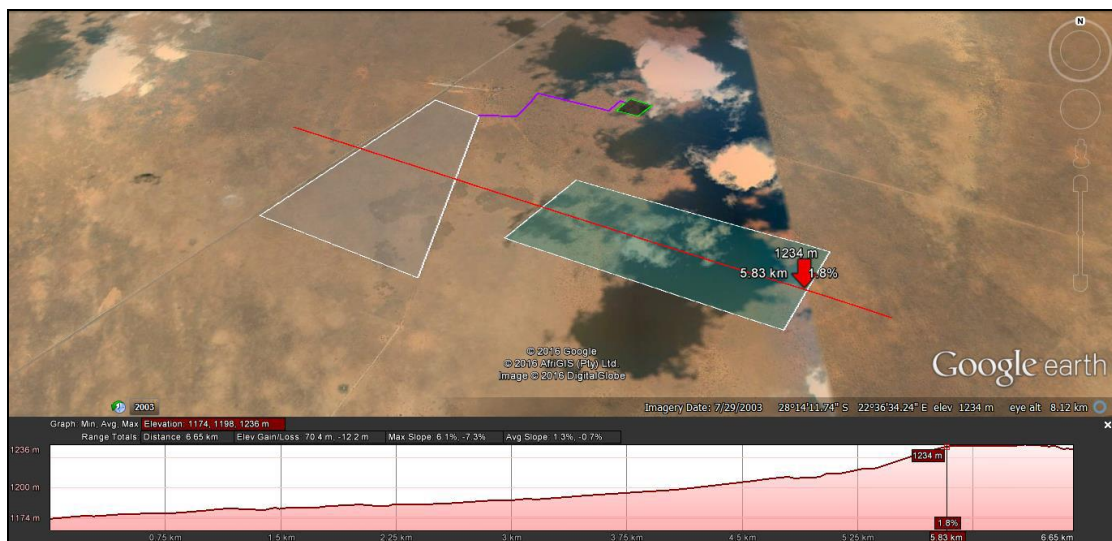 N
1234 m
5.83 km 1.8%
© 2016 Google
© 2016 AfriGIS (Pty) Ltd.
Image © 2016 DigitalGlobe
Google earth
2003
Imagery Date: 7/29/2003 28°14'11.74" S 22°36'34.24" E elev 1234 m eye alt 8.12 km
Graph: Min, Avg, Max Elevation: 1174, 1198, 1236 m
Range Totals: Distance: 6.65 km Elev Gain/Loss: 70.4 m, -12.2 m Max Slope: 6.1%, -7.3% Avg Slope: 1.3%, -0.7%
1236 m
1234 m
1200 m
1174 m
1.8%
0.75 km 1.5 km 2.25 km 3 km 3.75 km 4.5 km 5.25 km 5.83 km 6.65 km